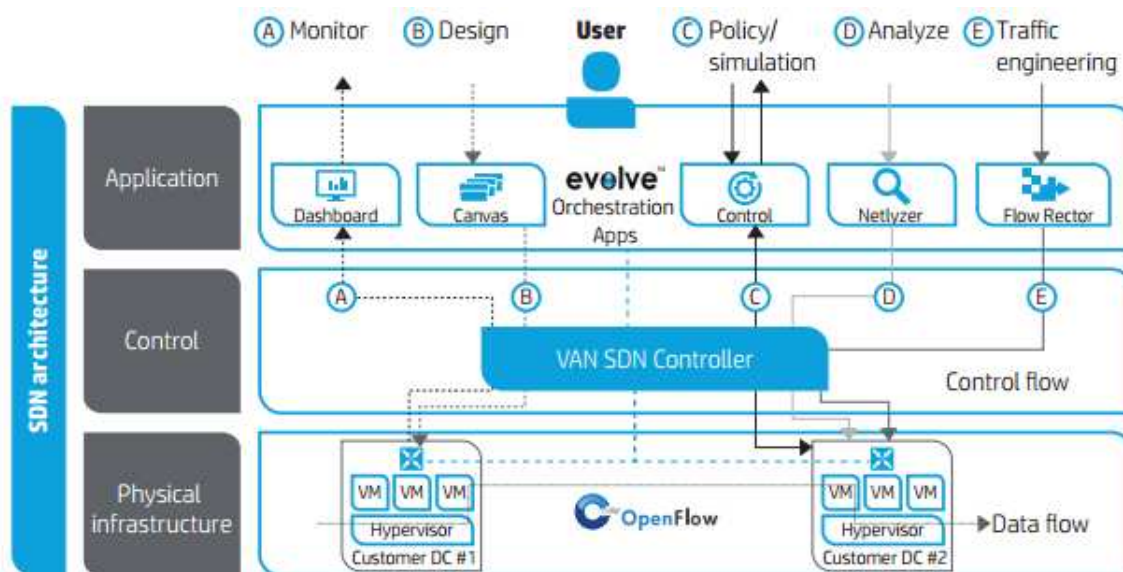 A Monitor
B Design
User
C Policy/
simulation
D Analyze
E Traffic
engineering
SDN architecture
Application
Dashboard
Canvas
evolve™
Orchestration
Apps
Control
Netlyzer
Flow Rector
Control
A
B
C
D
E
VAN SDN Controller
Control flow
Physical
infrastructure
VM VM VM
Hypervisor
Customer DC #1
OpenFlow
VM VM VM
Hypervisor
Customer DC #2
Data flow